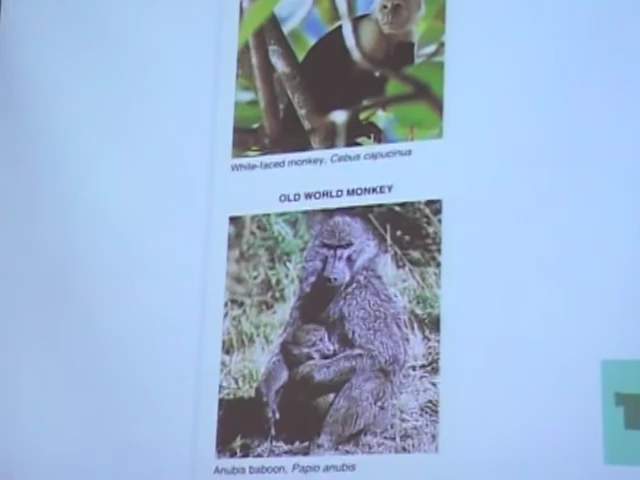 White-faced monkey, Cebus capucinus
OLD WORLD MONKEY
Anubis baboon, Papio anubis